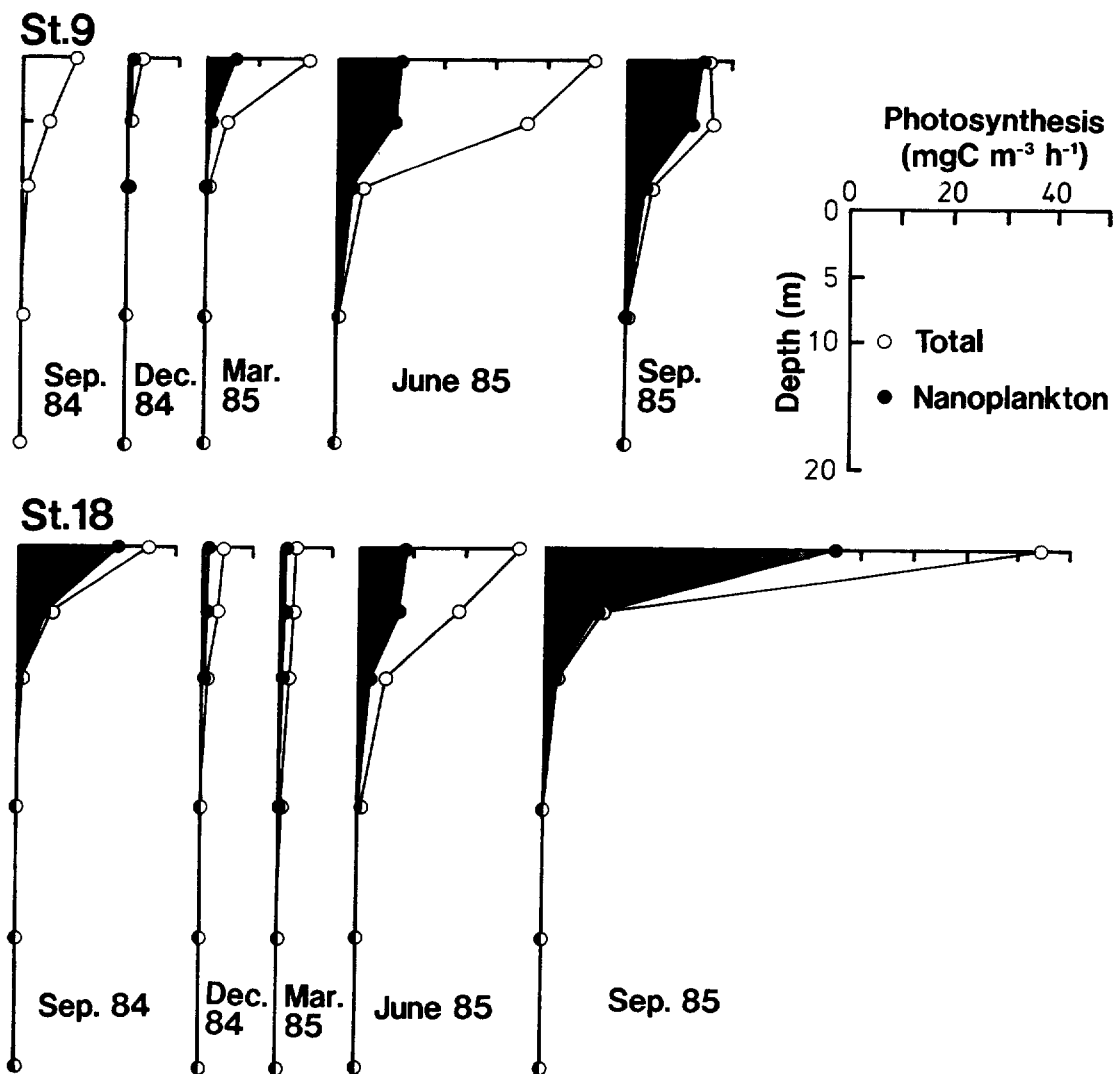 St.9
Sep.
84
Dec.
84
Mar.
85
June 85
Sep.
85
Photosynthesis
(mgC m⁻³ h⁻¹)
0 20 40
0
5
10
20
Depth (m)
Total
Nanoplankton
St.18
Sep. 84
Dec.
84
Mar.
85
June 85
Sep. 85